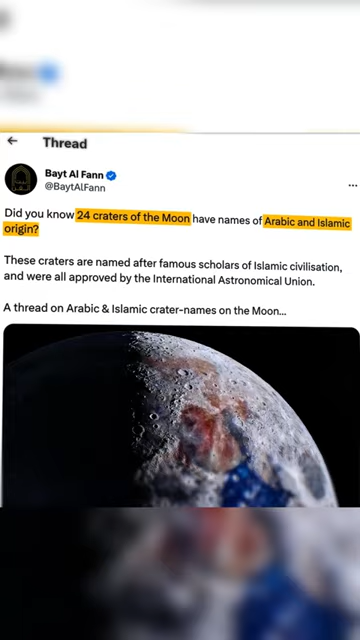 Thread
Bayt Al Fann
@BaytAlFann
Did you know 24 craters of the Moon have names of Arabic and Islamic
origin?
These craters are named after famous scholars of Islamic civilisation,
and were all approved by the International Astronomical Union.
A thread on Arabic & Islamic crater-names on the Moon...